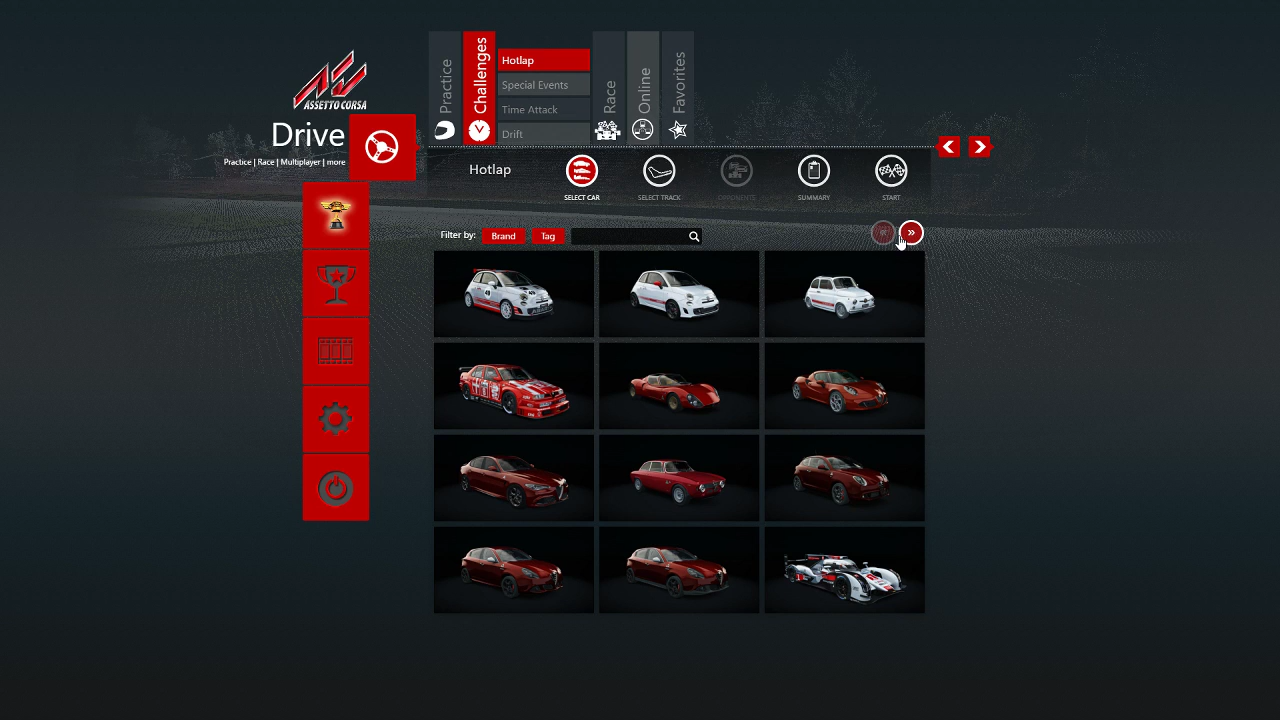 ASSETTO CORSA
Drive
Practice | Race | Multiplayer | more
Practice
Challenges
Hotlap
Special Events
Time Attack
Drift
Race
Online
Favorites
Hotlap
SELECT CAR
SELECT TRACK
OPPONENTS
SUMMARY
START
Filter by:
Brand
Tag